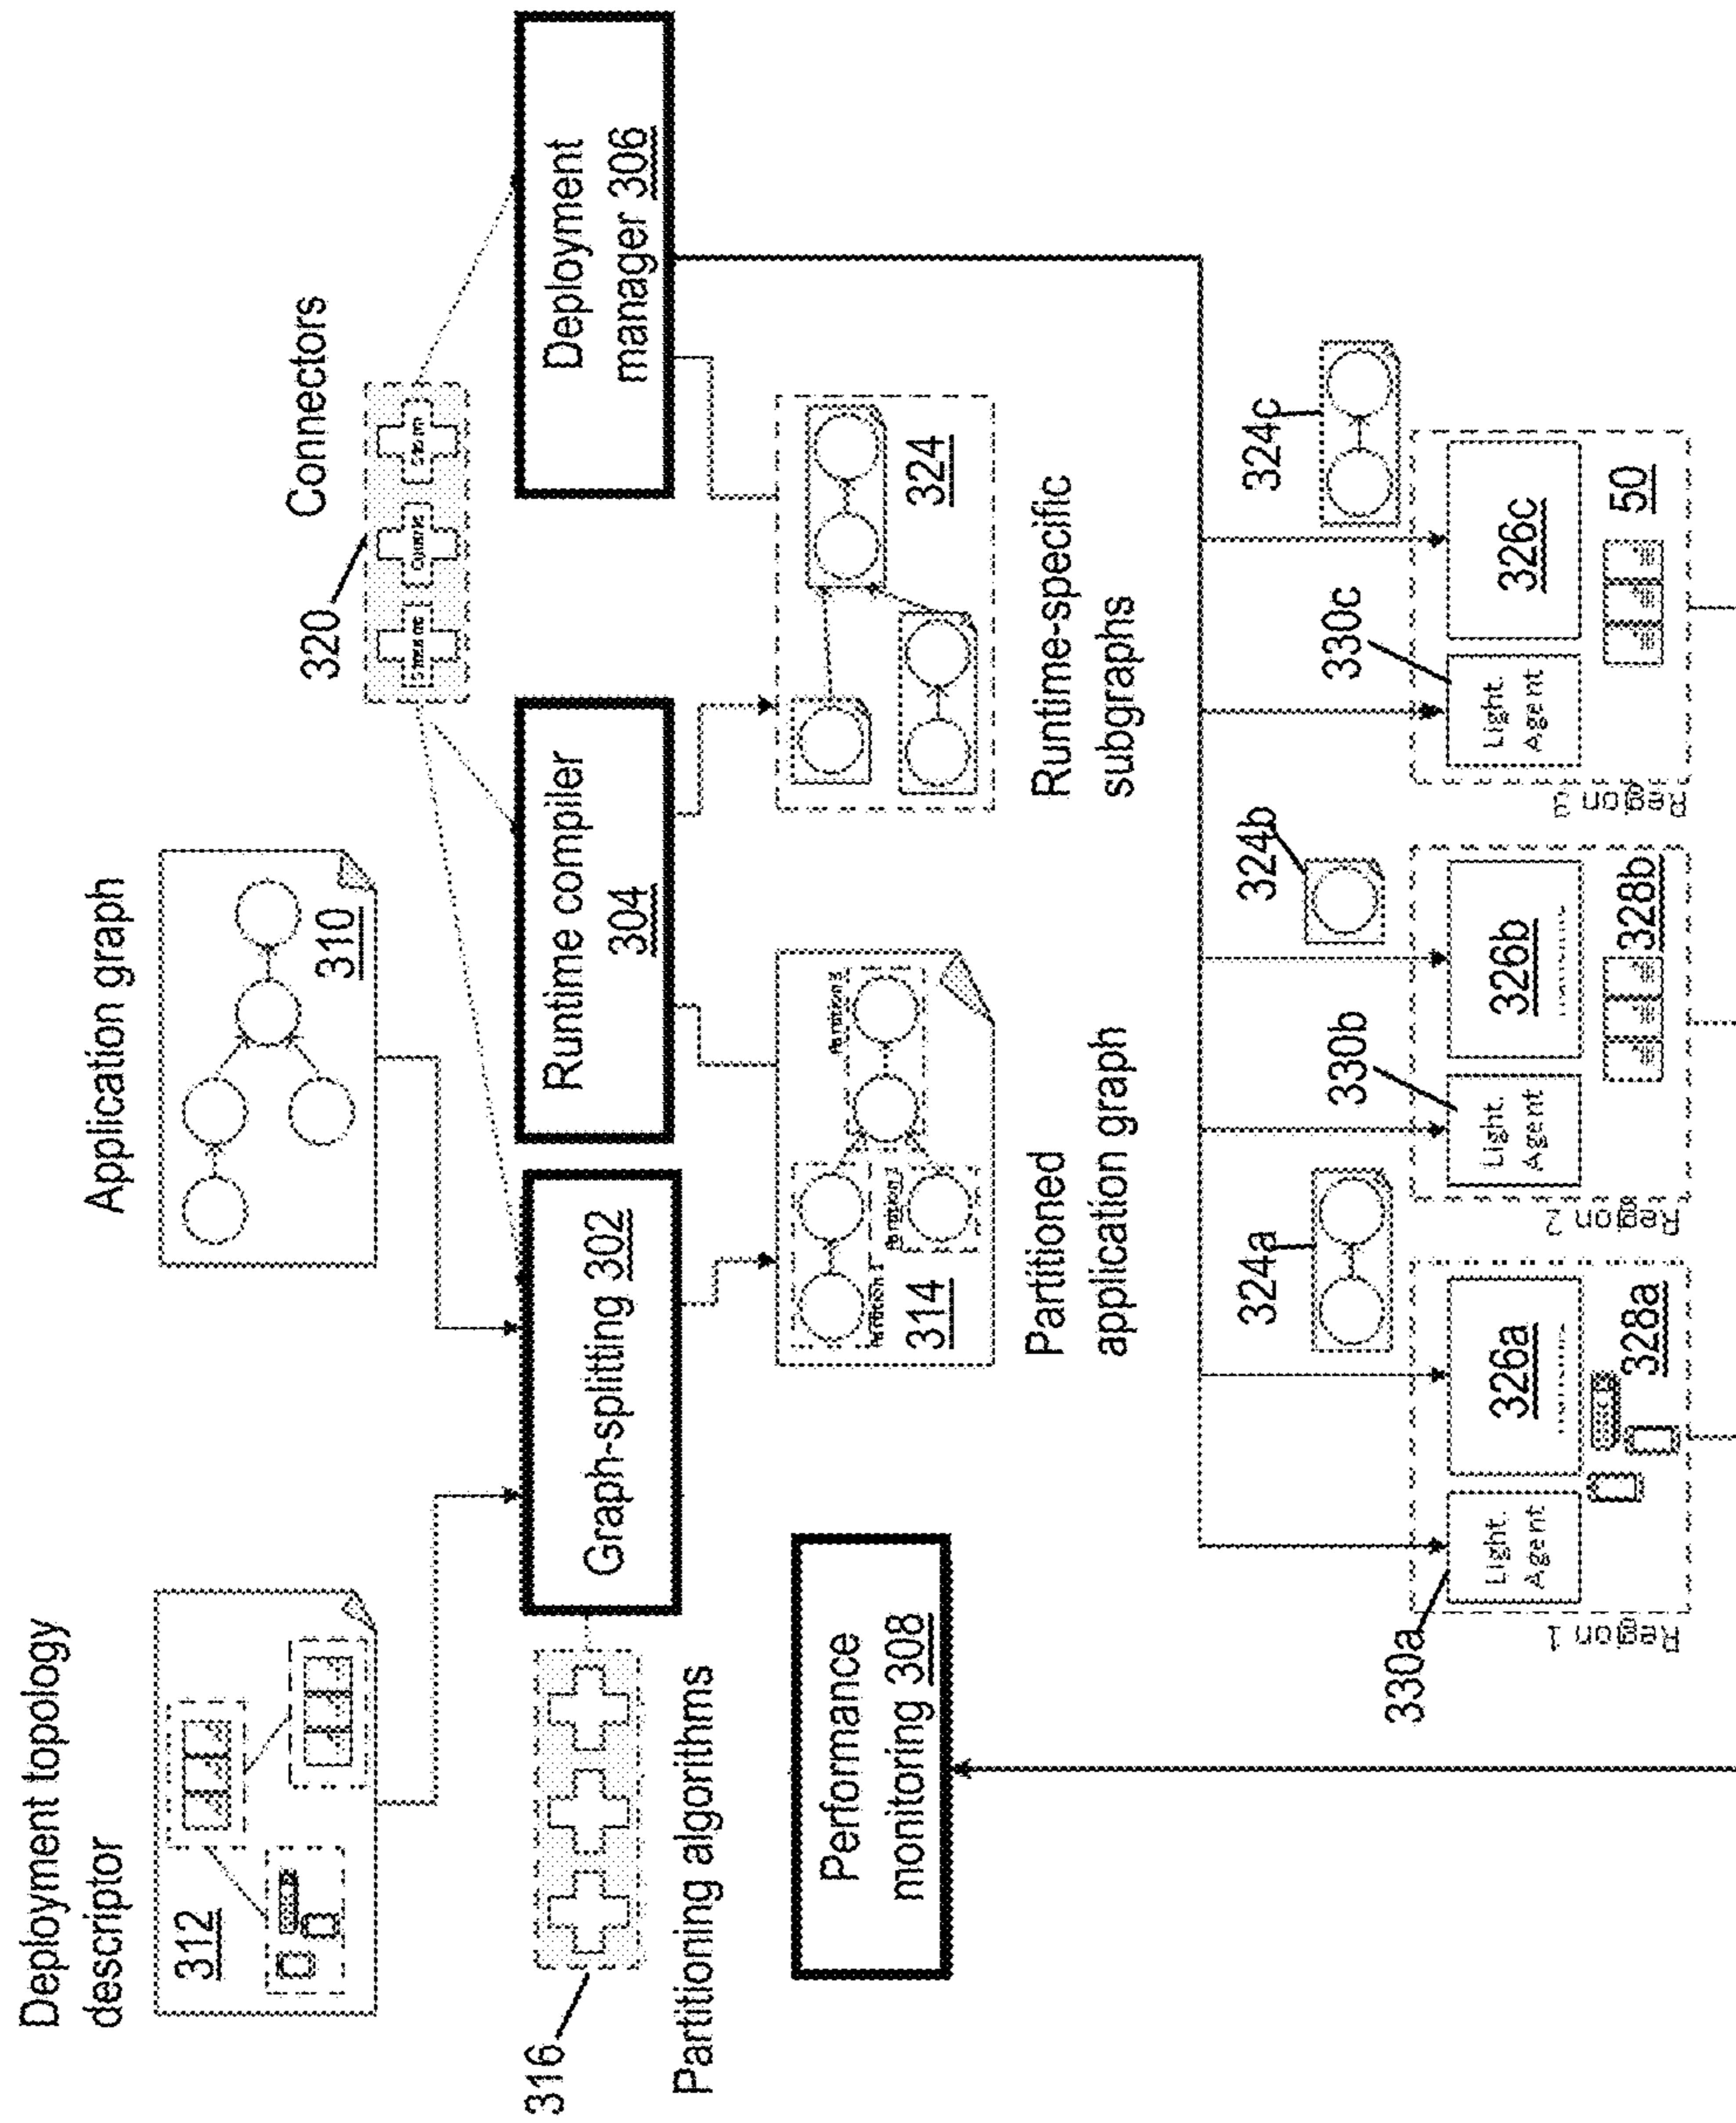 Deployment topology
descriptor
312
Application graph
310
320
Connectors
316
Partitioning algorithms
Graph-splitting 302
Runtime compiler
304
Deployment
manager 306
Performance
monitoring 308
314
Partitioned
application graph
324
Runtime-specific
subgraphs
330a
324a
330b
324b
330c
324c
Region 1
Light.
Agent
326a
328a
Region 2
Light.
Agent
326b
328b
Region 3
Light.
Agent
326c
50